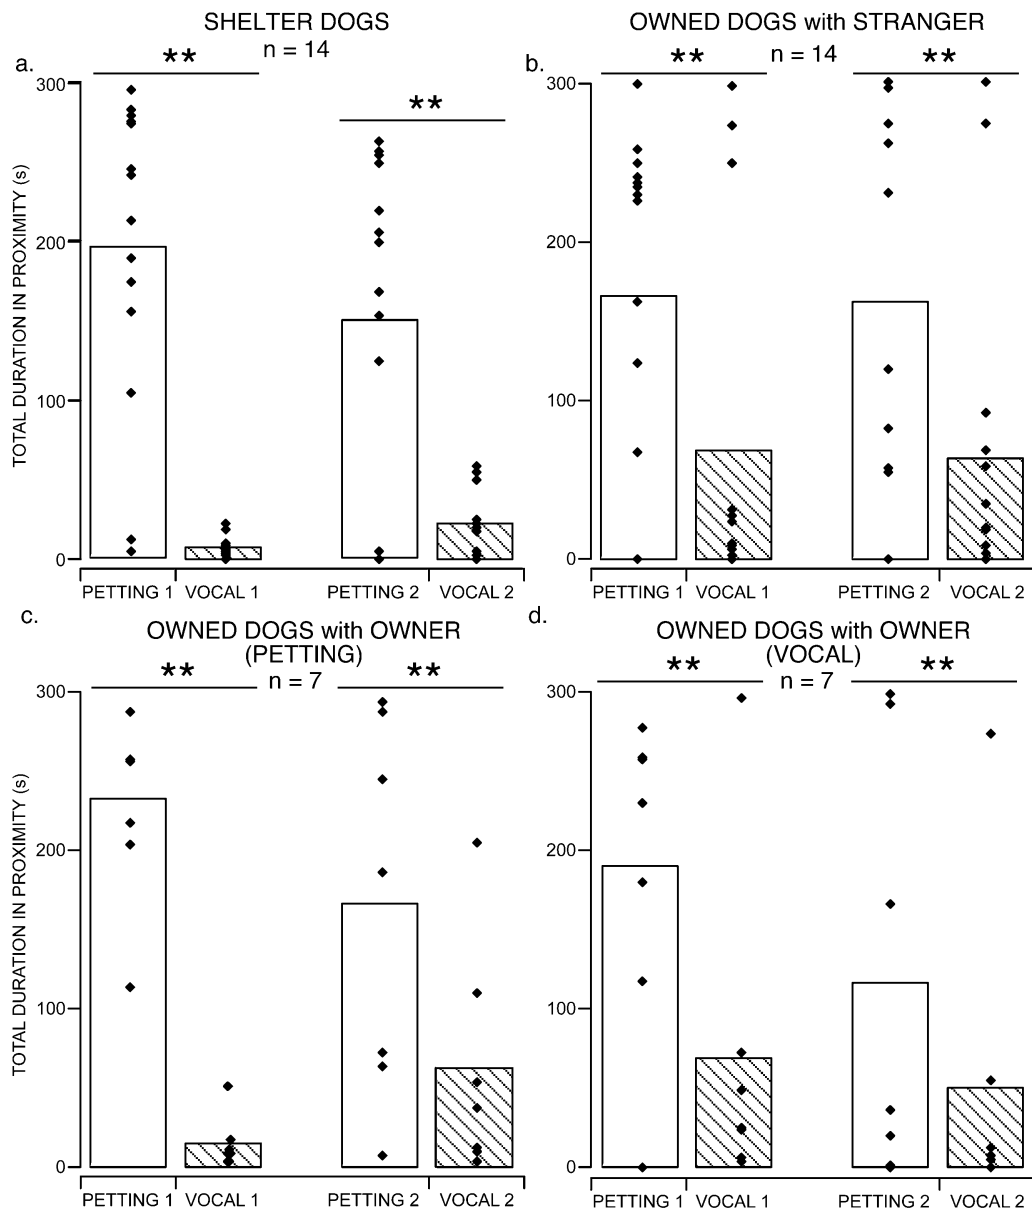 SHELTER DOGS
n = 14
a.
**
**
300
200
100
0
TOTAL DURATION IN PROXIMITY (s)
PETTING 1
VOCAL 1
PETTING 2
VOCAL 2
OWNED DOGS with STRANGER
n = 14
b.
**
**
300
200
100
0
PETTING 1
VOCAL 1
PETTING 2
VOCAL 2
c.
OWNED DOGS with OWNER
(PETTING)
n = 7
**
**
300
200
100
0
TOTAL DURATION IN PROXIMITY (s)
PETTING 1
VOCAL 1
PETTING 2
VOCAL 2
d.
OWNED DOGS with OWNER
(VOCAL)
n = 7
**
**
300
200
100
0
PETTING 1
VOCAL 1
PETTING 2
VOCAL 2